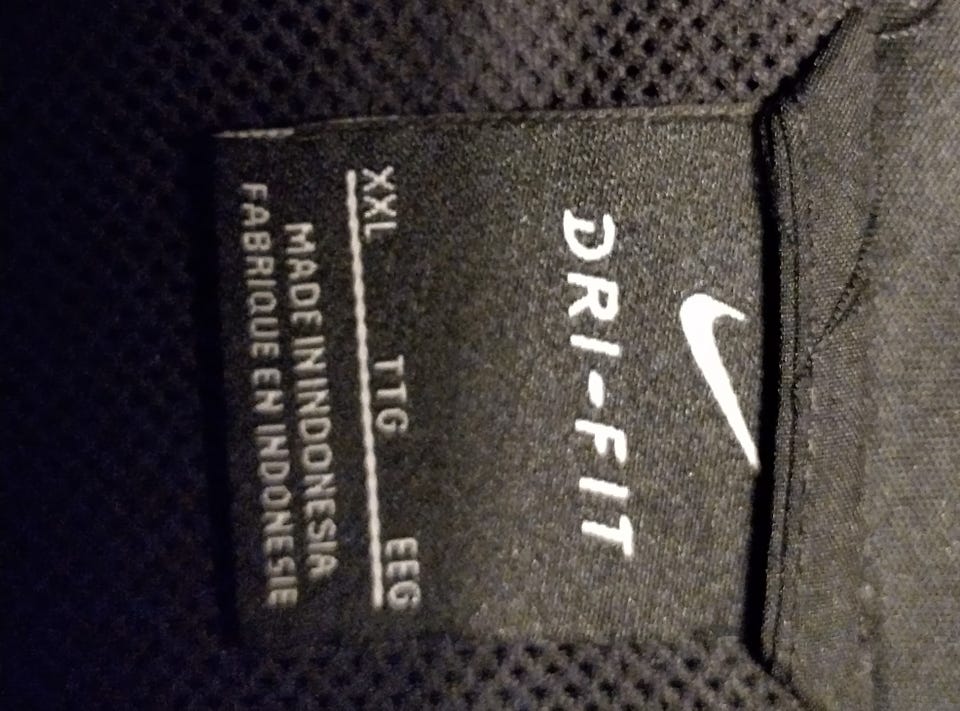 DRI-FIT
XXL TTG EEG
MADE IN INDONESIA
FABRIQUE EN INDONESIE